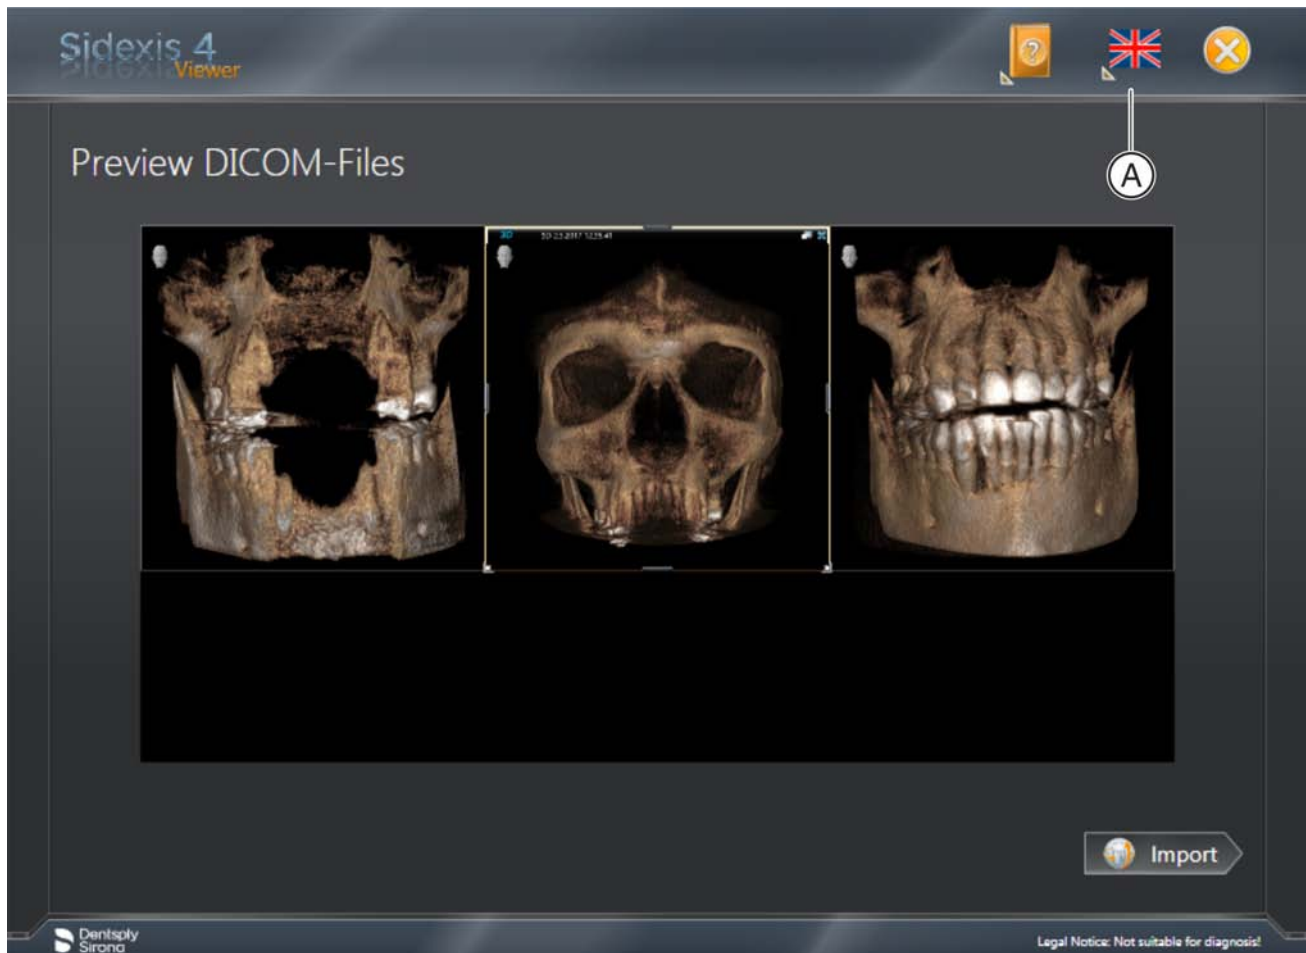 Sidexis 4
Viewer
?
A
Preview DICOM-Files
3D
Import
Dentsply
Sirona
Legal Notice: Not suitable for diagnosis!